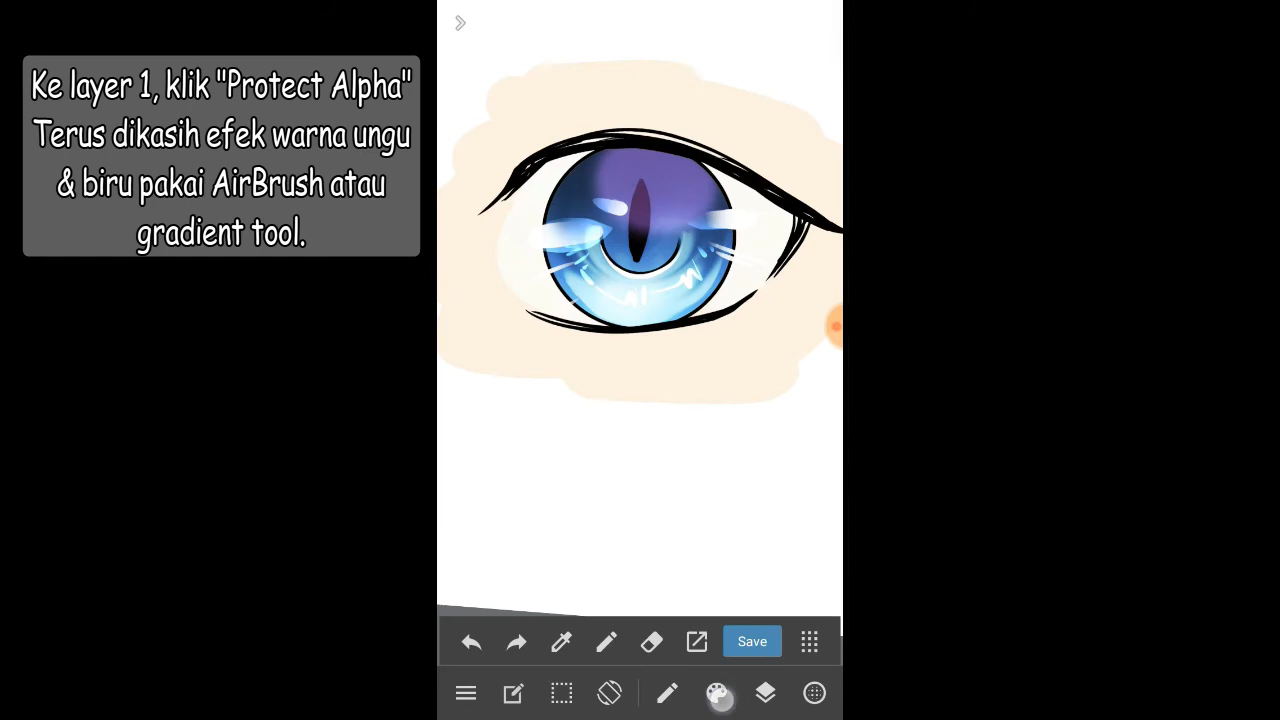 Ke layer 1, klik "Protect Alpha"
Terus dikasih efek warna ungu
& biru pakai AirBrush atau
gradient tool.
Save